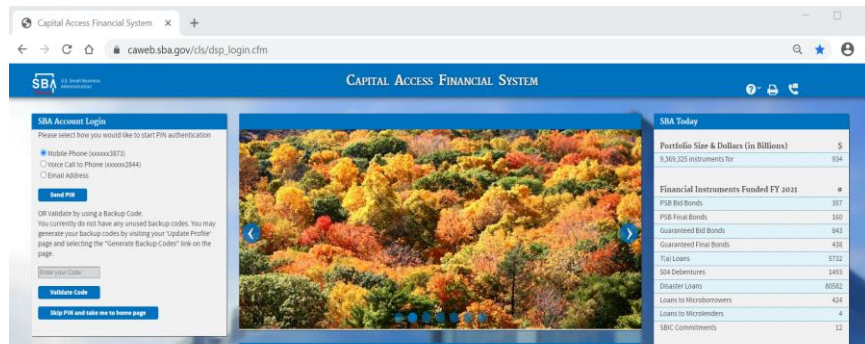 Capital Access Financial System
caweb.sba.gov/cls/dsp_login.cfm
SBA
U.S. Small Business
Administration
CAPITAL ACCESS FINANCIAL SYSTEM
SBA Account Login
Please select how you would like to start PIN authentication
Mobile Phone (xxxxxx3873)
Voice Call to Phone (xxxxxx2844)
Email Address
Send PIN
OR Validate by using a Backup Code.
You currently do not have any unused backup codes. You may
generate your backup codes by visiting your 'Update Profile'
page and selecting the "Generate Backup Codes" link on the
page.
Enter your Code
Validate Code
Skip PIN and take me to home page
SBA Today
Portfolio Size & Dollars (in Billions) $
9,369,325 instruments for 934
Financial Instruments Funded FY 2021 #
PSB Bid Bonds 357
PSB Final Bonds 160
Guaranteed Bid Bonds 643
Guaranteed Final Bonds 438
7(a) Loans 5732
504 Debentures 1493
Disaster Loans 80582
Loans to Microborrowers 424
Loans to Microlenders 4
SBIC Commitments 12